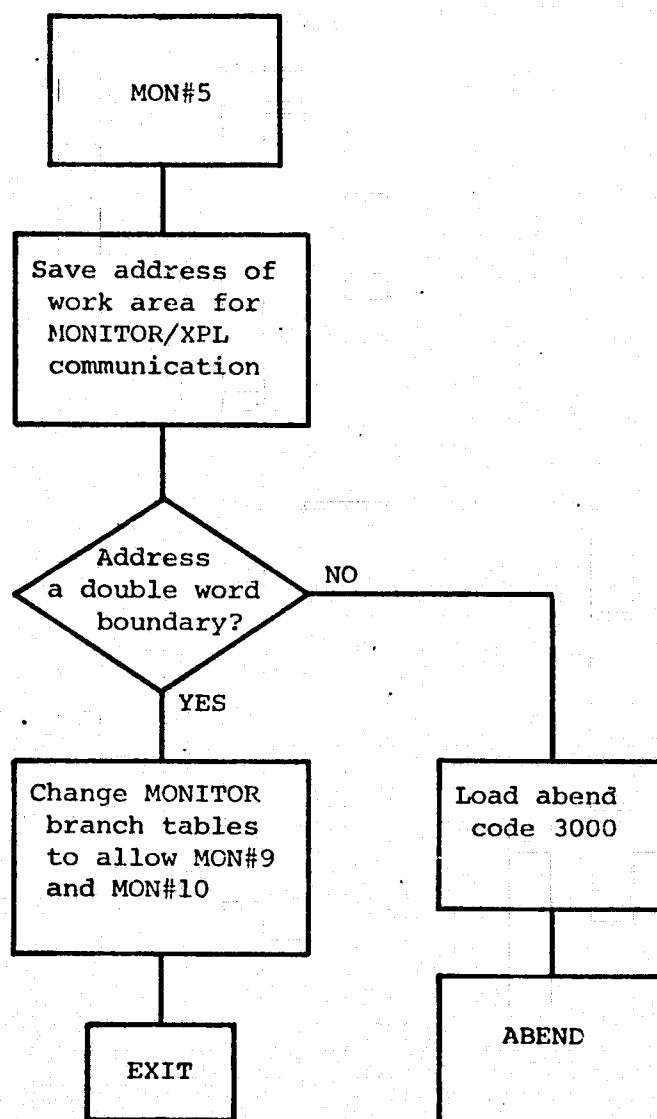 MON#5
Save address of
work area for
MONITOR/XPL
communication
Address
a double word
boundary?
NO
YES
Change MONITOR
branch tables
to allow MON#9
and MON#10
Load abend
code 3000
EXIT
ABEND